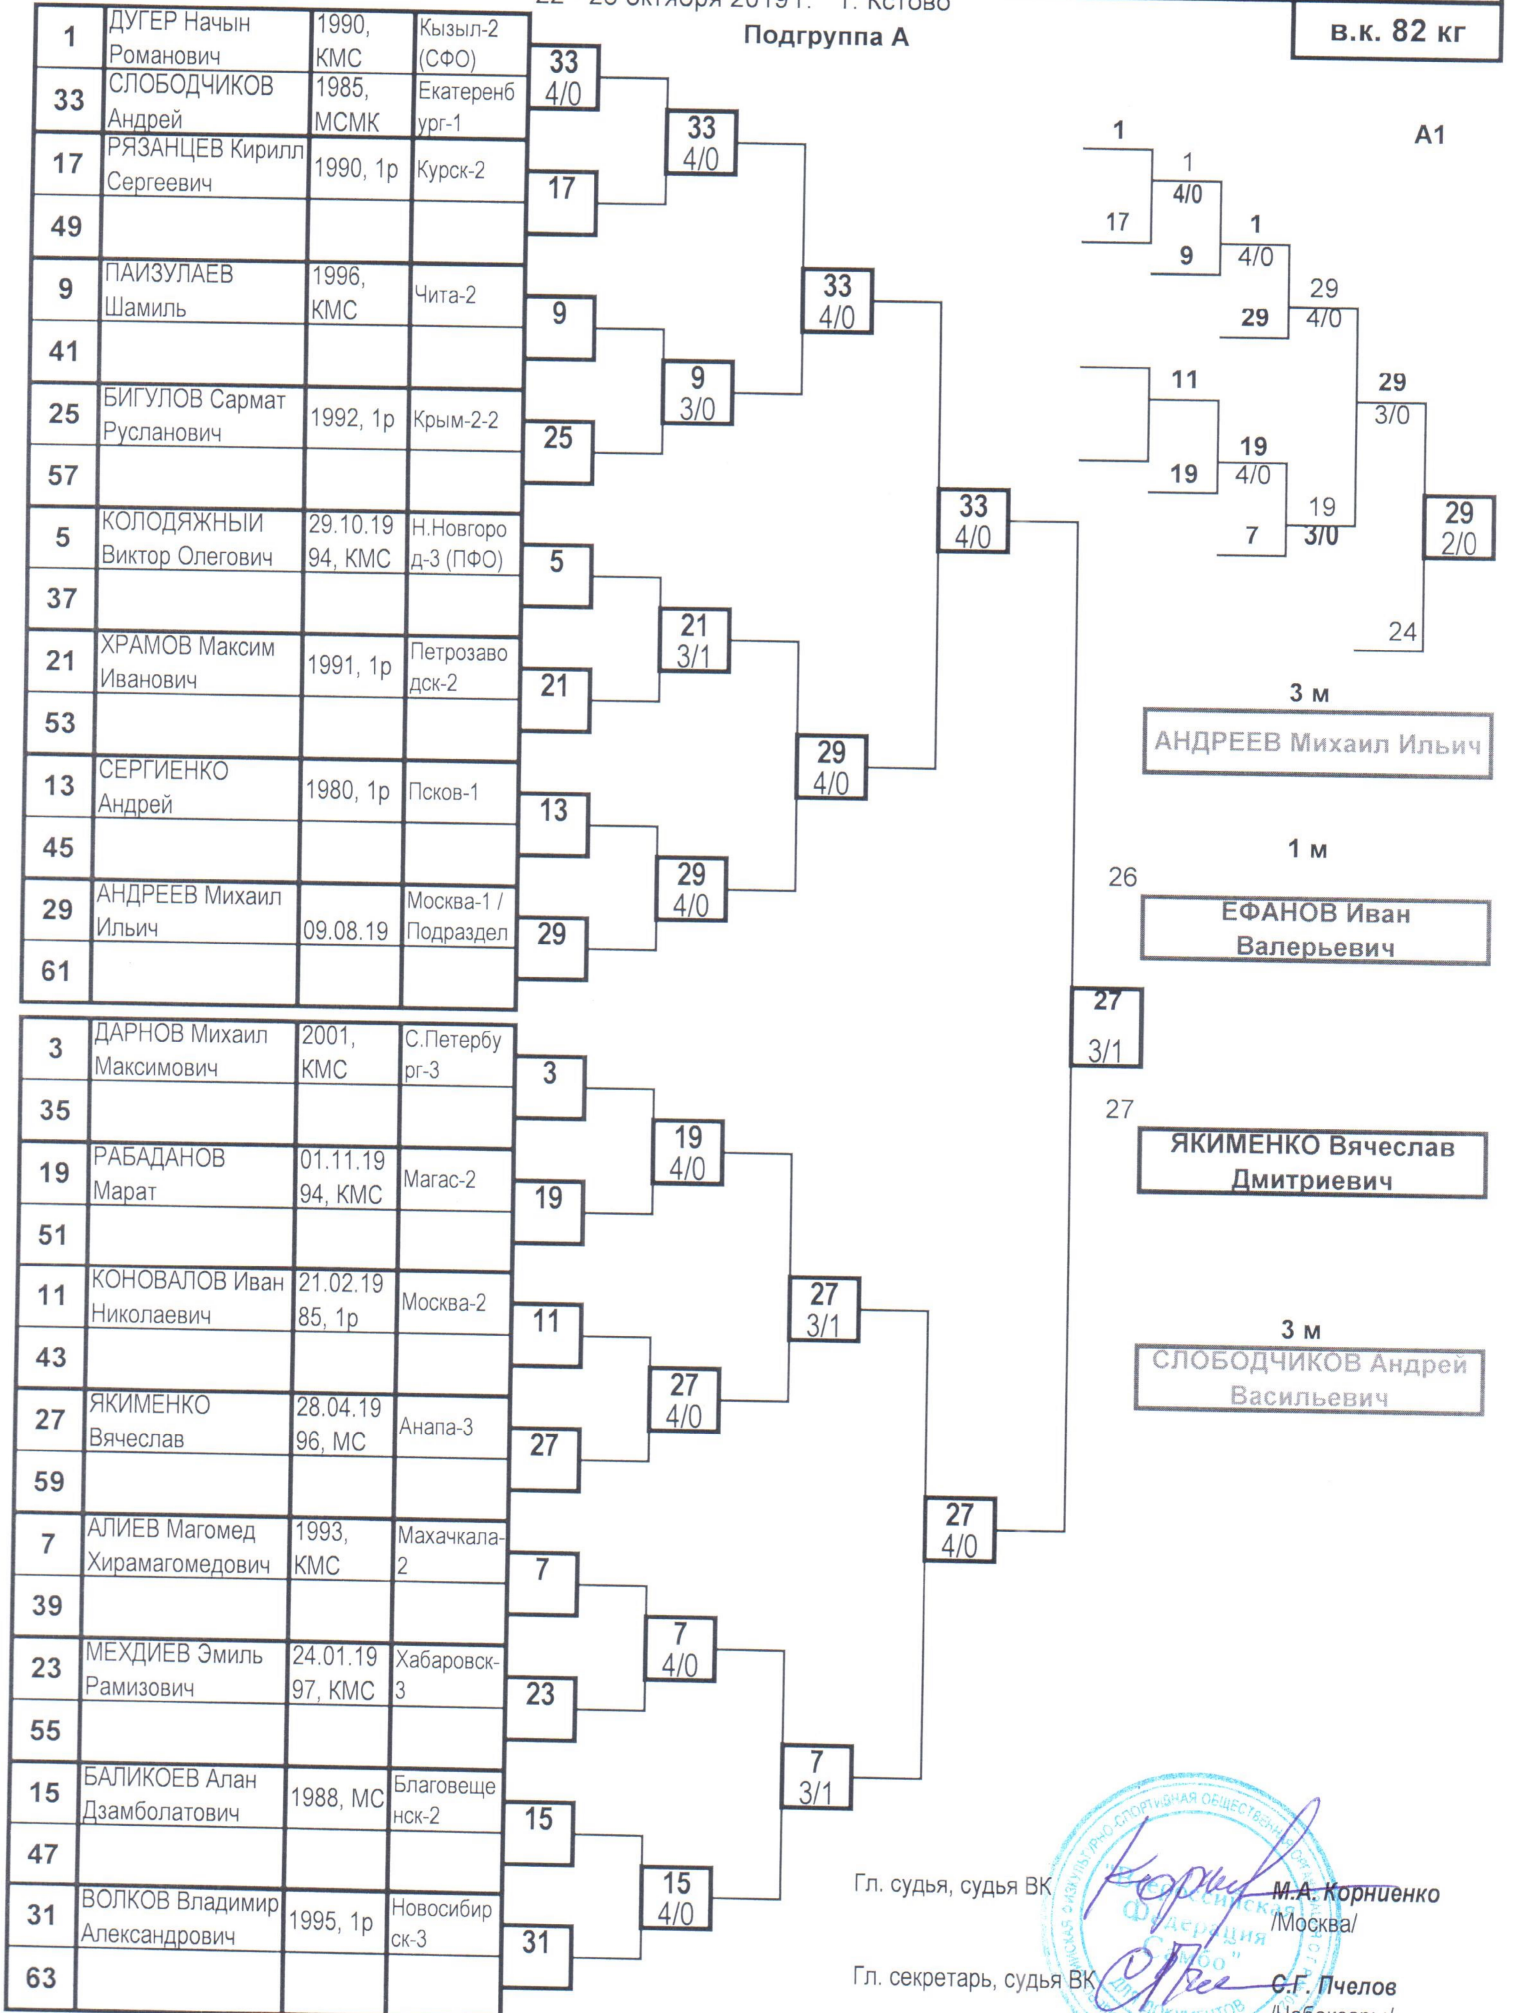 Подгруппа А
в.к. 82 кг
1 ДУГЕР Начын Романович 1990, КМС Кызыл-2 (СФО)
33 СЛОБОДЧИКОВ Андрей 1985, МСМК Екатеренб ург-1
17 РЯЗАНЦЕВ Кирилл Сергеевич 1990, 1р Курск-2
49
9 ПАИЗУЛАЕВ Шамиль 1996, КМС Чита-2
41
25 БИГУЛОВ Сармат Русланович 1992, 1р Крым-2-2
57
5 КОЛОДЯЖНЫЙ Виктор Олегович 29.10.19 94, КМС Н.Новгоро д-3 (ПФО)
37
21 ХРАМОВ Максим Иванович 1991, 1р Петрозаво дск-2
53
13 СЕРГИЕНКО Андрей 1980, 1р Псков-1
45
29 АНДРЕЕВ Михаил Ильич 09.08.19 Москва-1 / Подраздел
61
3 ДАРНОВ Михаил Максимович 2001, КМС С.Петербу рг-3
35
19 РАБАДАНОВ Марат 01.11.19 94, КМС Магас-2
51
11 КОНОВАЛОВ Иван Николаевич 21.02.19 85, 1р Москва-2
43
27 ЯКИМЕНКО Вячеслав 28.04.19 96, МС Анапа-3
59
7 АЛИЕВ Магомед Хирамагомедович 1993, КМС Махачкала-2
39
23 МЕХДИЕВ Эмиль Рамизович 24.01.19 97, КМС Хабаровск-3
55
15 БАЛИКОЕВ Алан Дзамболатович 1988, МС Благовеще нск-2
47
31 ВОЛКОВ Владимир Александрович 1995, 1р Новосибир ск-3
63
33
4/0
17
9
25
5
21
13
29
3
19
11
27
7
23
15
31
33
4/0
9
3/0
21
3/1
29
4/0
19
4/0
27
4/0
7
4/0
15
4/0
33
4/0
29
4/0
27
3/1
7
3/1
33
4/0
27
4/0
27
3/1
А1
1
17
1
4/0
9
1
4/0
29
29
4/0
11
19
19
4/0
7
19
3/0
29
3/0
24
29
2/0
3 м
АНДРЕЕВ Михаил Ильич
1 м
26
ЕФАНОВ Иван
Валерьевич
27
ЯКИМЕНКО Вячеслав
Дмитриевич
3 м
СЛОБОДЧИКОВ Андрей
Васильевич
Гл. судья, судья ВК
М.А. Корниенко
/Москва/
Гл. секретарь, судья ВК
С.Г. Пчелов
"Всероссийская
Федерация
Самбо"